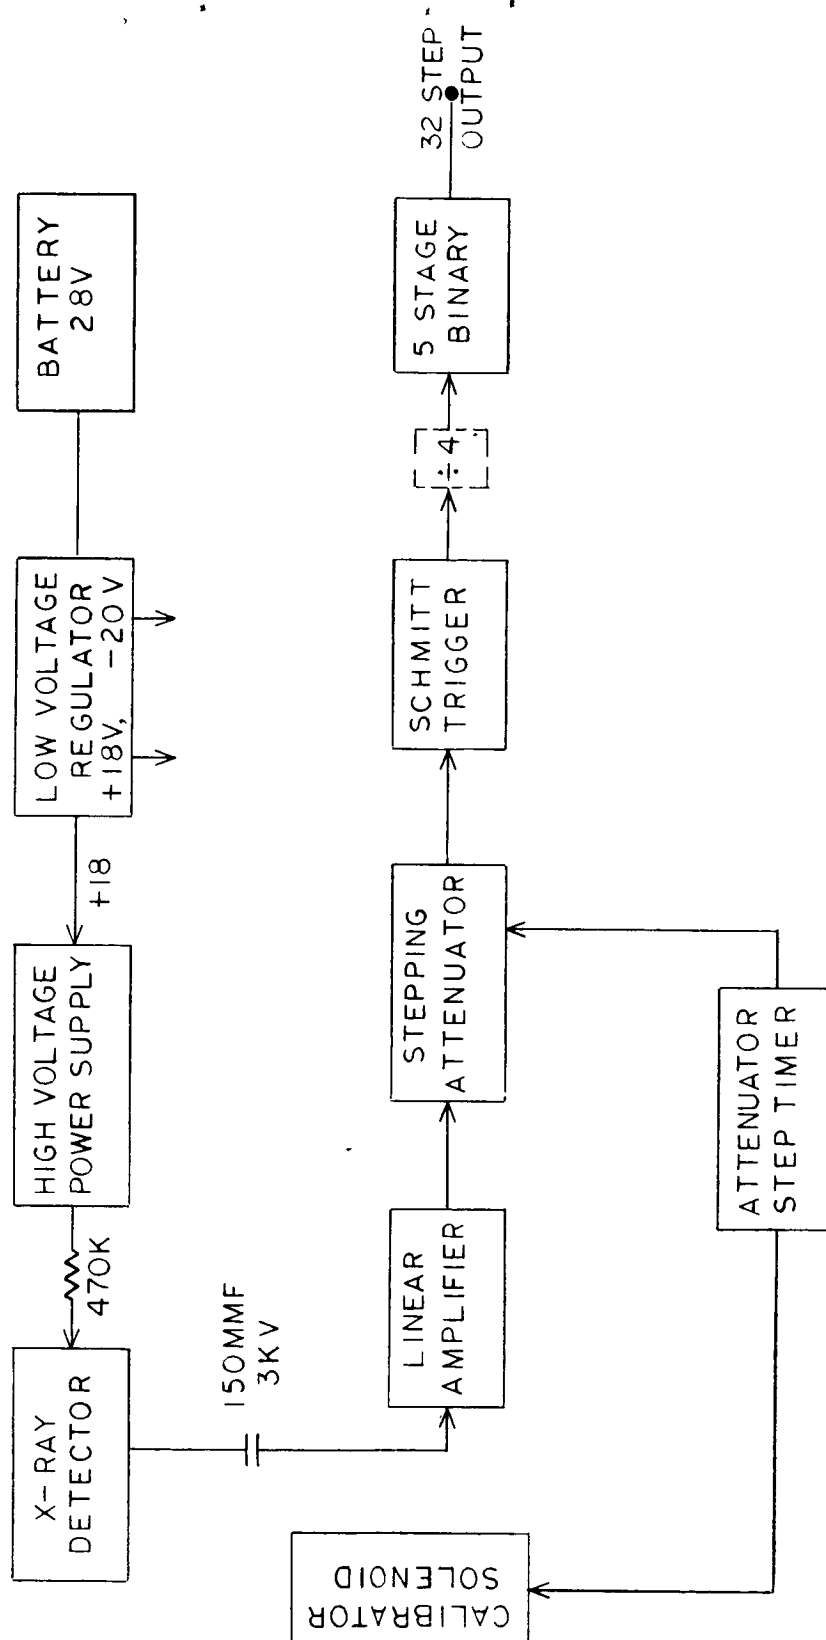 X-RAY
DETECTOR
470K
HIGH VOLTAGE
POWER SUPPLY
+18
LOW VOLTAGE
REGULATOR
+18V, -20V
BATTERY
28V
150MMF
3KV
LINEAR
AMPLIFIER
STEPPING
ATTENUATOR
SCHMITT
TRIGGER
÷4
5 STAGE
BINARY
32 STEP
OUTPUT
CALIBRATOR
SOLENOID
ATTENUATOR
STEP TIMER